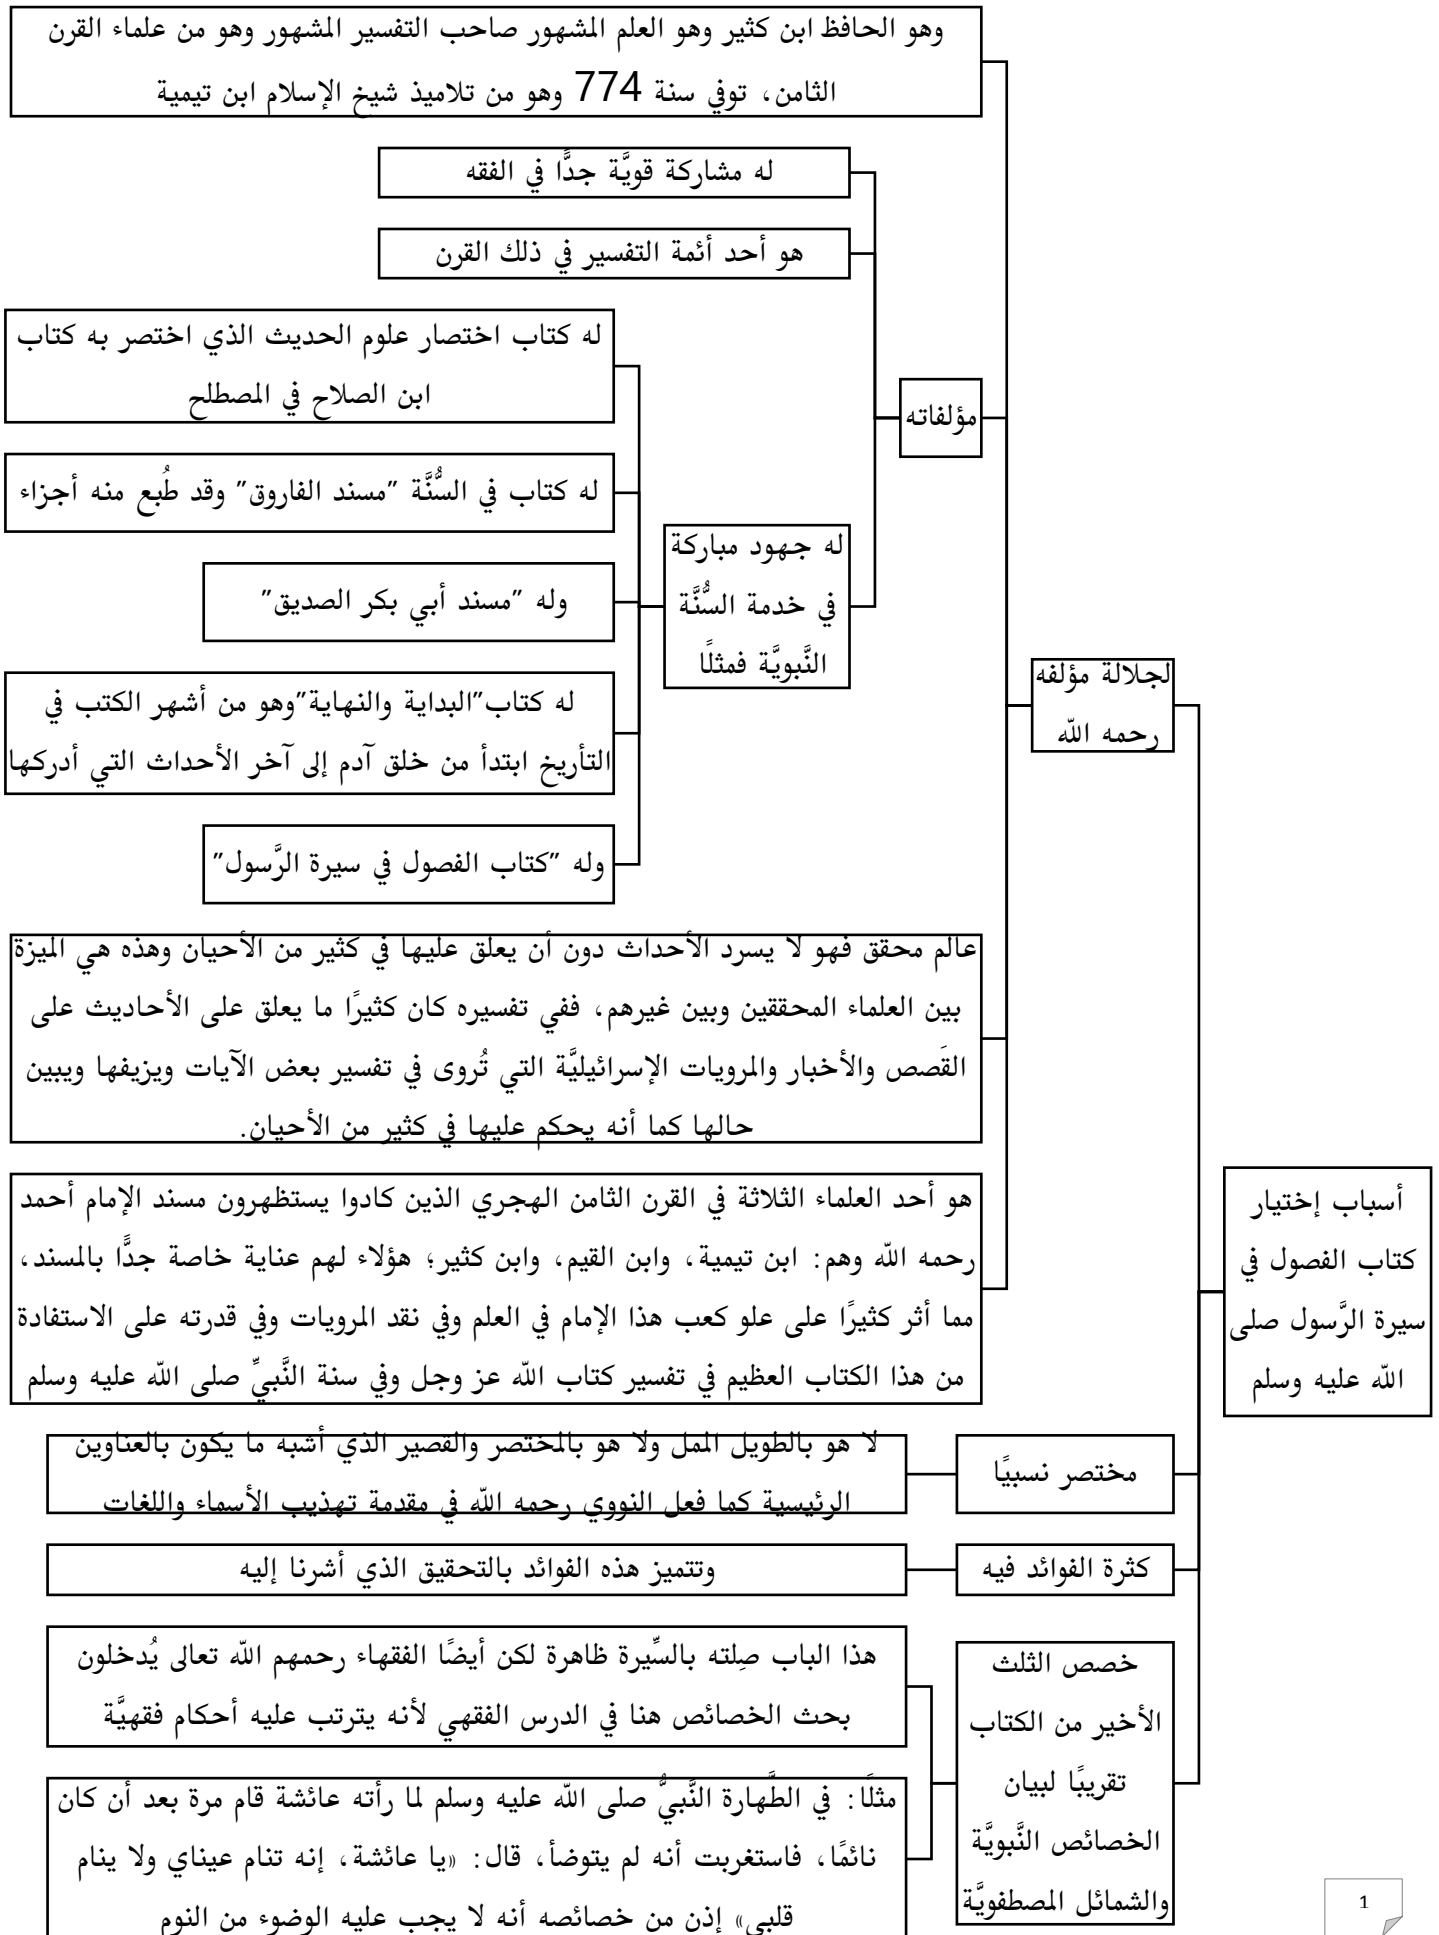 أسباب إختيار
كتاب الفصول في
سيرة الرَّسول صلى
الله عليه وسلم
لجلالة مؤلفه
رحمه الله
وهو الحافظ ابن كثير وهو العلم المشهور صاحب التفسير المشهور وهو من علماء القرن
الثامن، توفي سنة 774 وهو من تلاميذ شيخ الإسلام ابن تيمية
مؤلفاته
له مشاركة قويَّة جدًّا في الفقه
هو أحد أئمة التفسير في ذلك القرن
له جهود مباركة
في خدمة السُّنَّة
النَّبويَّة فمثلًا
له كتاب اختصار علوم الحديث الذي اختصر به كتاب
ابن الصلاح في المصطلح
له كتاب في السُّنَّة "مسند الفاروق" وقد طُبع منه أجزاء
وله "مسند أبي بكر الصديق"
له كتاب"البداية والنهاية"وهو من أشهر الكتب في
التأريخ ابتدأ من خلق آدم إلى آخر الأحداث التي أدركها
وله "كتاب الفصول في سيرة الرَّسول"
عالم محقق فهو لا يسرد الأحداث دون أن يعلق عليها في كثير من الأحيان وهذه هي الميزة
بين العلماء المحققين وبين غيرهم، ففي تفسيره كان كثيرًا ما يعلق على الأحاديث على
القَصص والأخبار والمرويات الإسرائيليَّة التي تُروى في تفسير بعض الآيات ويزيفها ويبين
حالها كما أنه يحكم عليها في كثير من الأحيان.
هو أحد العلماء الثلاثة في القرن الثامن الهجري الذين كادوا يستظهرون مسند الإمام أحمد
رحمه الله وهم: ابن تيمية، وابن القيم، وابن كثير؛ هؤلاء لهم عناية خاصة جدًّا بالمسند،
مما أثر كثيرًا على علو كعب هذا الإمام في العلم وفي نقد المرويات وفي قدرته على الاستفادة
من هذا الكتاب العظيم في تفسير كتاب الله عز وجل وفي سنة النَّبيِّ صلى الله عليه وسلم
مختصر نسبيًا
لا هو بالطويل الممل ولا هو بالمختصر والقصير الذي أشبه ما يكون بالعناوين
الرئيسية كما فعل النووي رحمه الله في مقدمة تهذيب الأسماء واللغات
كثرة الفوائد فيه
وتتميز هذه الفوائد بالتحقيق الذي أشرنا إليه
خصص الثلث
الأخير من الكتاب
تقريبًا لبيان
الخصائص النَّبويَّة
والشمائل المصطفويَّة
هذا الباب صِلته بالسِّيرة ظاهرة لكن أيضًا الفقهاء رحمهم الله تعالى يُدخلون
بحث الخصائص هنا في الدرس الفقهي لأنه يترتب عليه أحكام فقهيَّة
مثلًا: في الطَّهارة النَّبيُّ صلى الله عليه وسلم لما رأته عائشة قام مرة بعد أن كان
نائمًا، فاستغربت أنه لم يتوضأ، قال: «يا عائشة، إنه تنام عيناي ولا ينام
قلبي» إذن من خصائصه أنه لا يجب عليه الوضوء من النوم
1